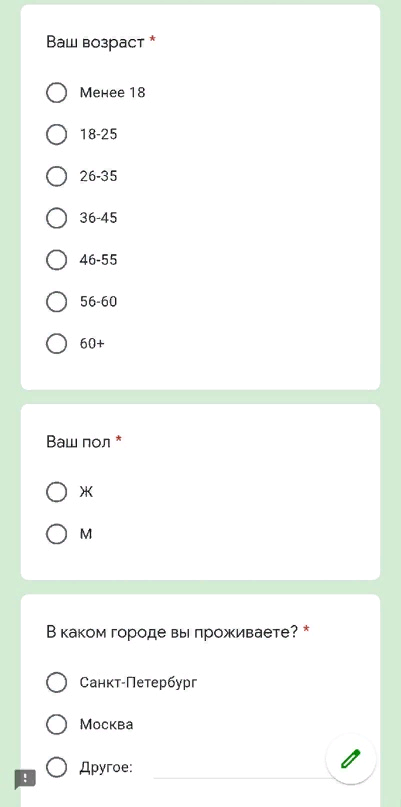 Ваш возраст *
Менее 18
18-25
26-35
36-45
46-55
56-60
60+
Ваш пол *
Ж
М
В каком городе вы проживаете? *
Санкт-Петербург
Москва
Другое: